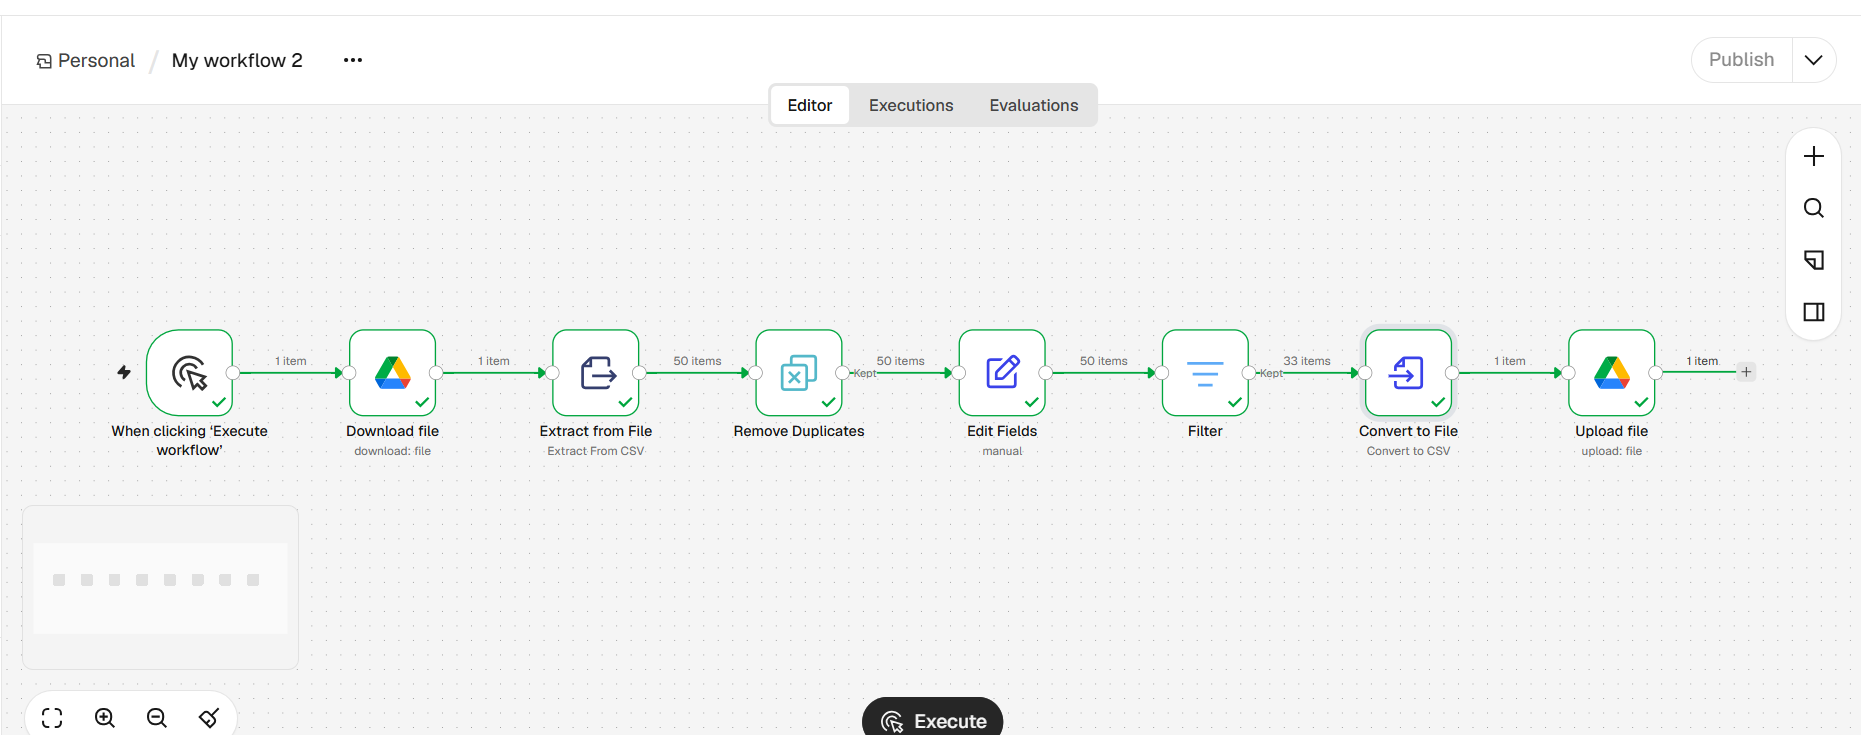 Personal / My workflow 2 ...
Publish
Editor Executions Evaluations
1 item 1 item 50 items 50 items 50 items 33 items 1 item 1 item
Kept Kept
When clicking ‘Execute workflow’
Download file
download: file
Extract from File
Extract From CSV
Remove Duplicates
Edit Fields
manual
Filter
Convert to File
Convert to CSV
Upload file
upload: file
Execute